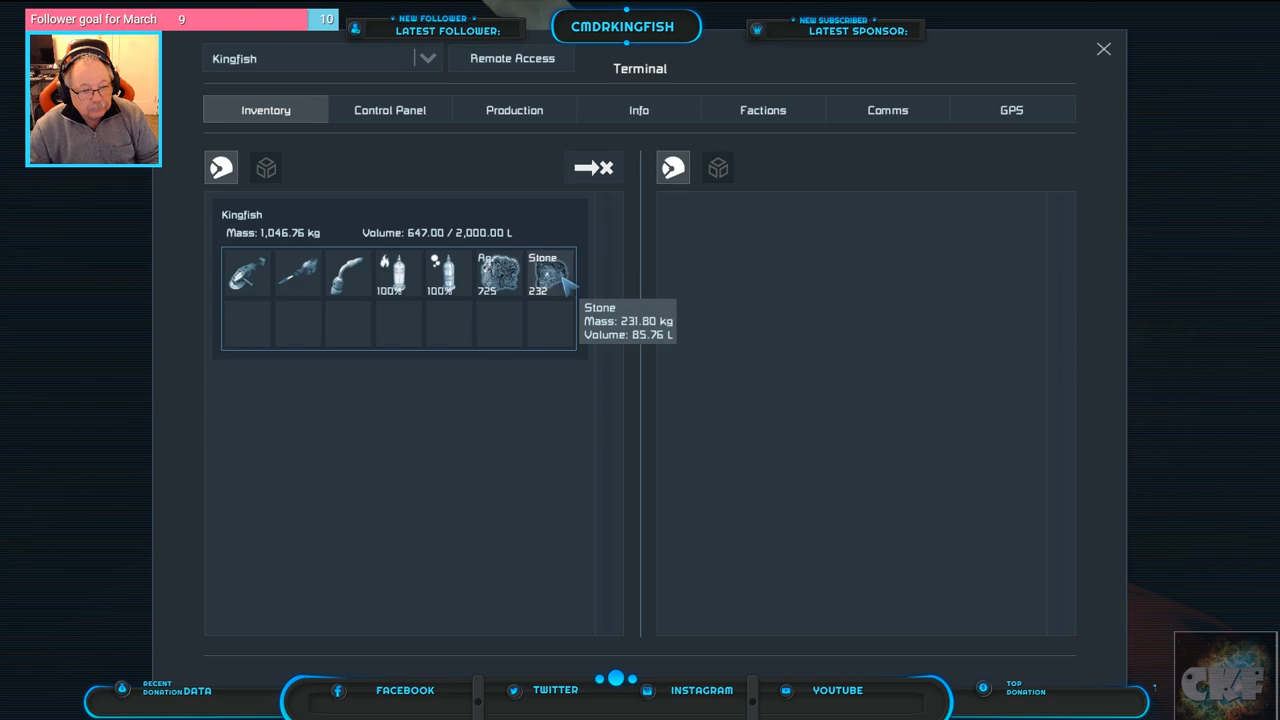 Follower goal for March 9 10
NEW FOLLOWER
LATEST FOLLOWER:
CMDRKINGFISH
NEW SUBSCRIBER
LATEST SPONSOR:
Kingfish
Remote Access
Terminal
Inventory
Control Panel
Production
Info
Factions
Comms
GPS
Kingfish
Mass: 1,046.76 kg
Volume: 647.00 / 2,000.00 L
Ag
Stone
100%
100%
725
232
Stone
Mass: 231.80 kg
Volume: 85.76 L
RECENT
DONATION DATA
FACEBOOK
TWITTER
INSTAGRAM
YOUTUBE
TOP
DONATION
CKF